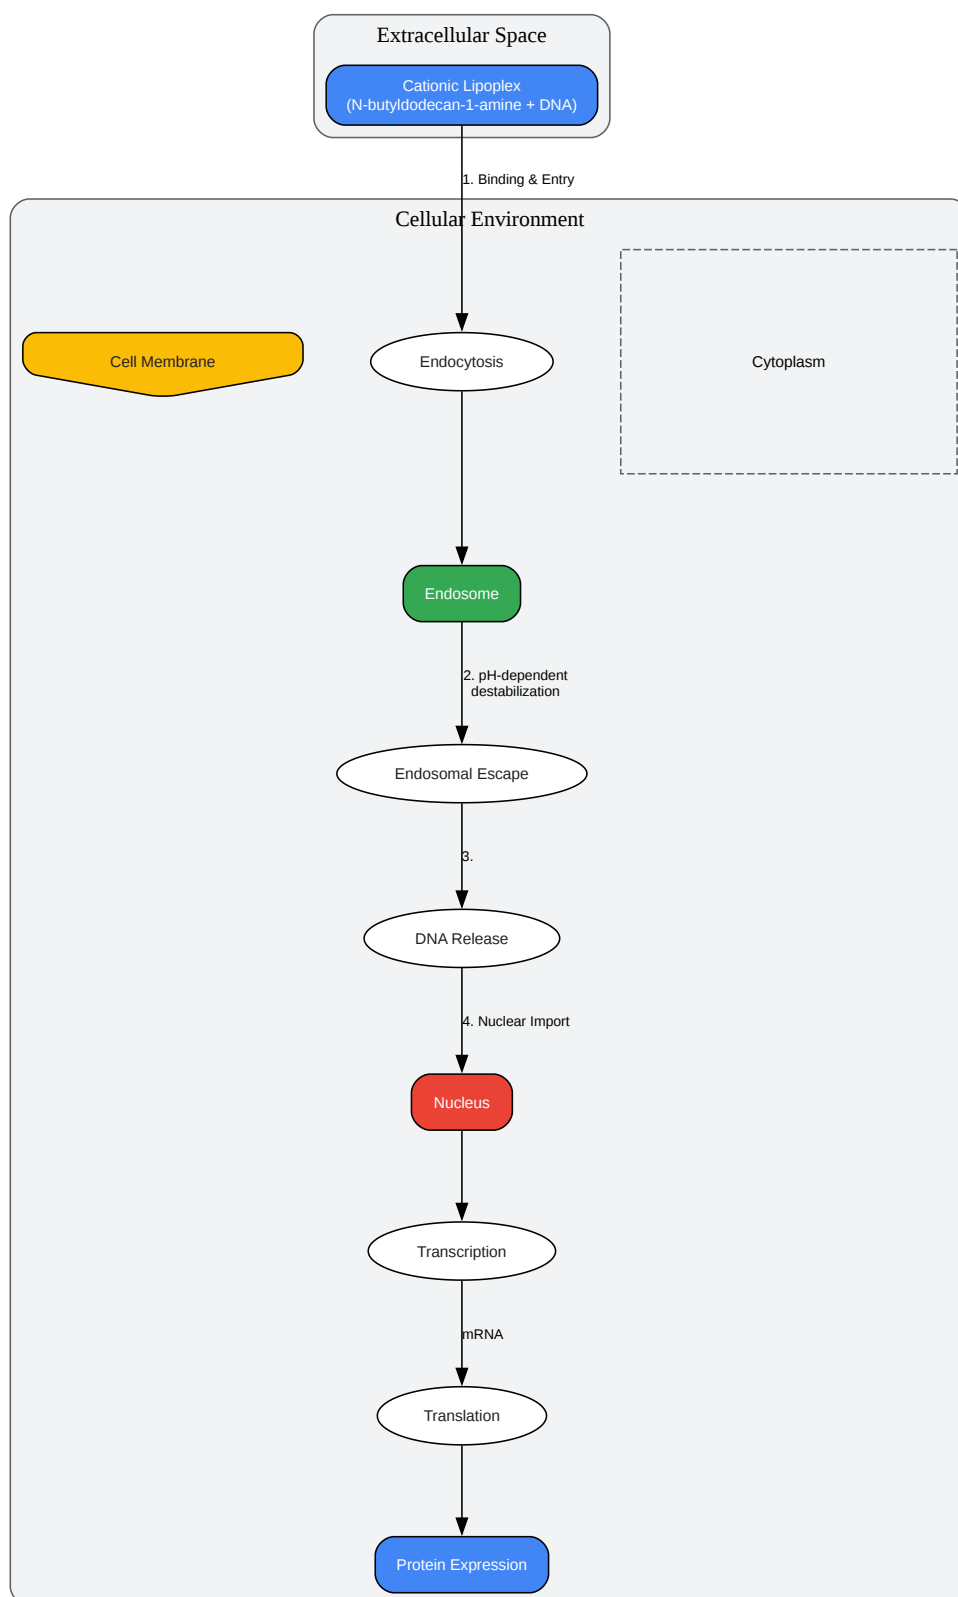 Extracellular Space
Cationic Lipoplex
(N-butyldodecan-1-amine + DNA)
1. Binding & Entry
Cellular Environment
Cell Membrane
Endocytosis
Cytoplasm
Endosome
2. pH-dependent
destabilization
Endosomal Escape
3.
DNA Release
4. Nuclear Import
Nucleus
Transcription
mRNA
Translation
Protein Expression